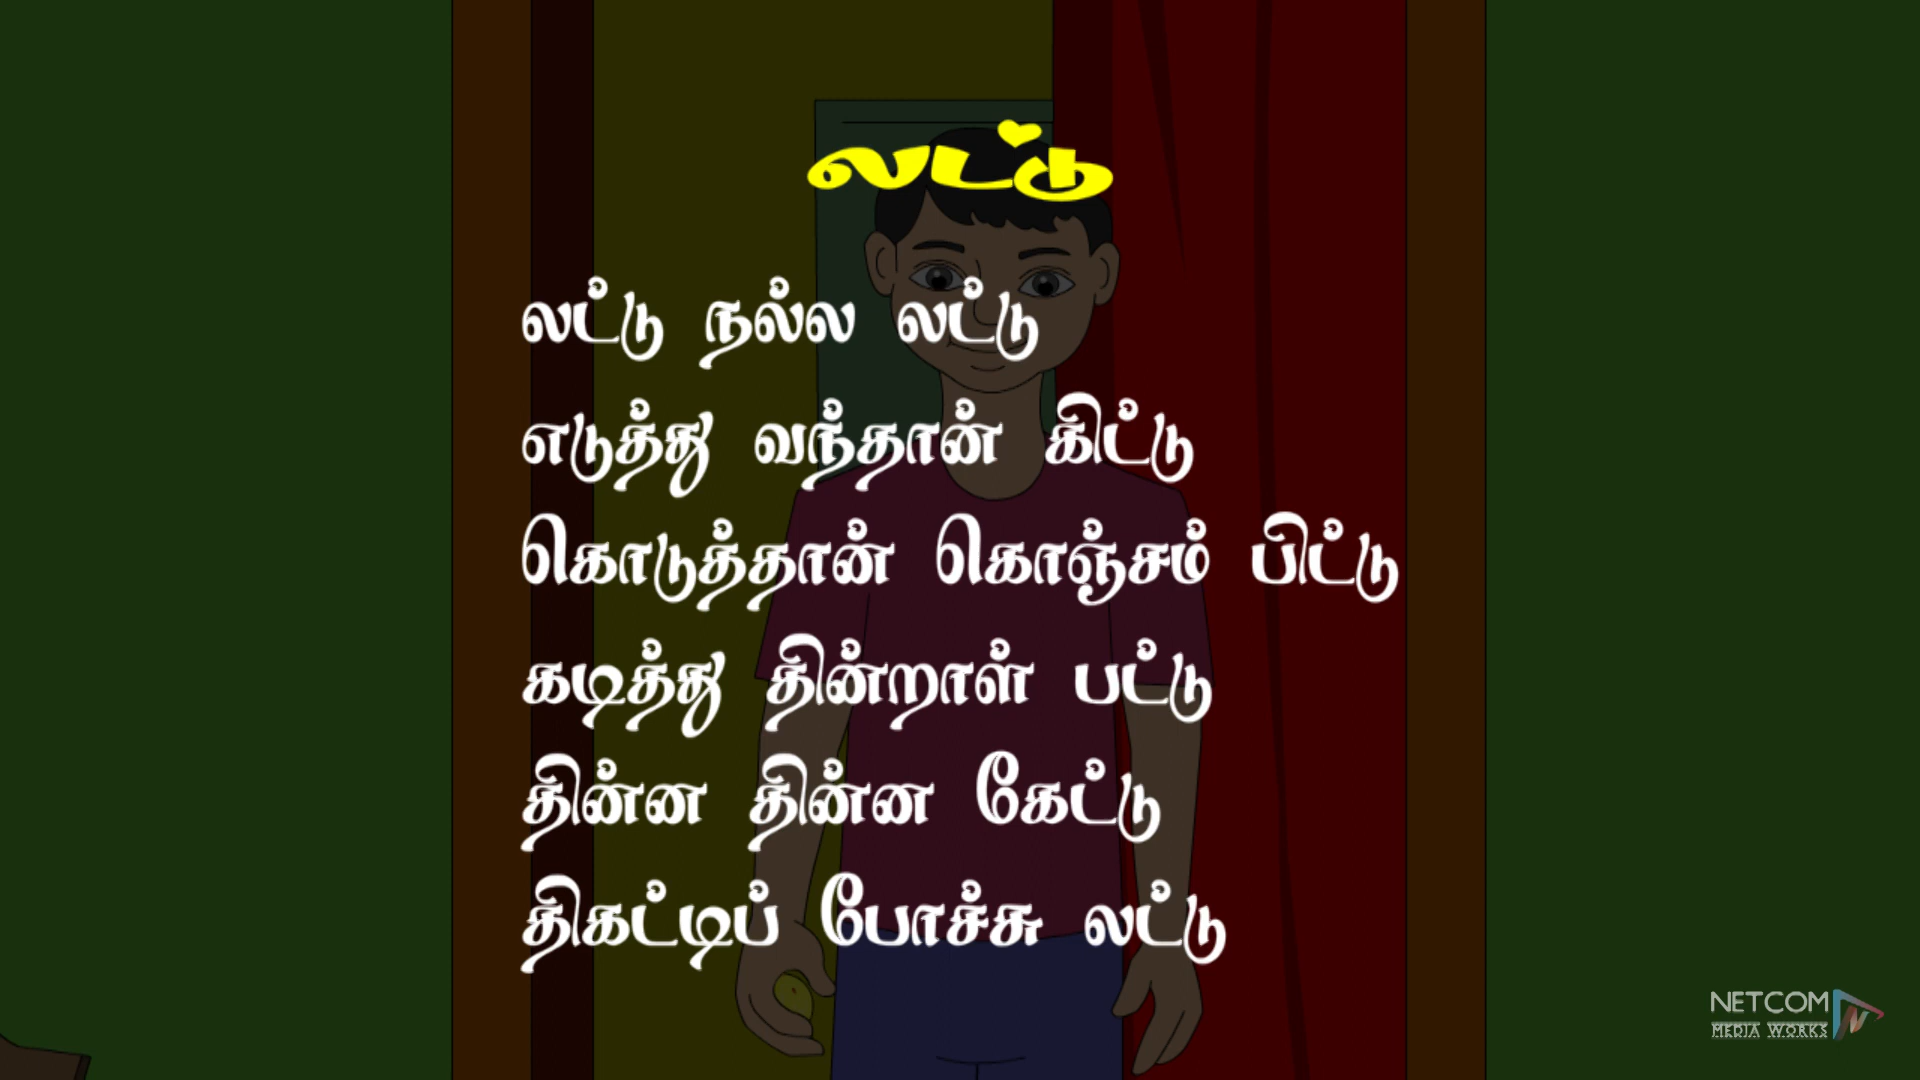 லட்டு
லட்டு நல்ல லட்டு
எடுத்து வந்தான் கிட்டு
கொடுத்தான் கொஞ்சம் பிட்டு
கடித்து தின்றாள் பட்டு
தின்ன தின்ன கேட்டு
திகட்டிப் போச்சு லட்டு
NETCOM
MEDIA WORKS